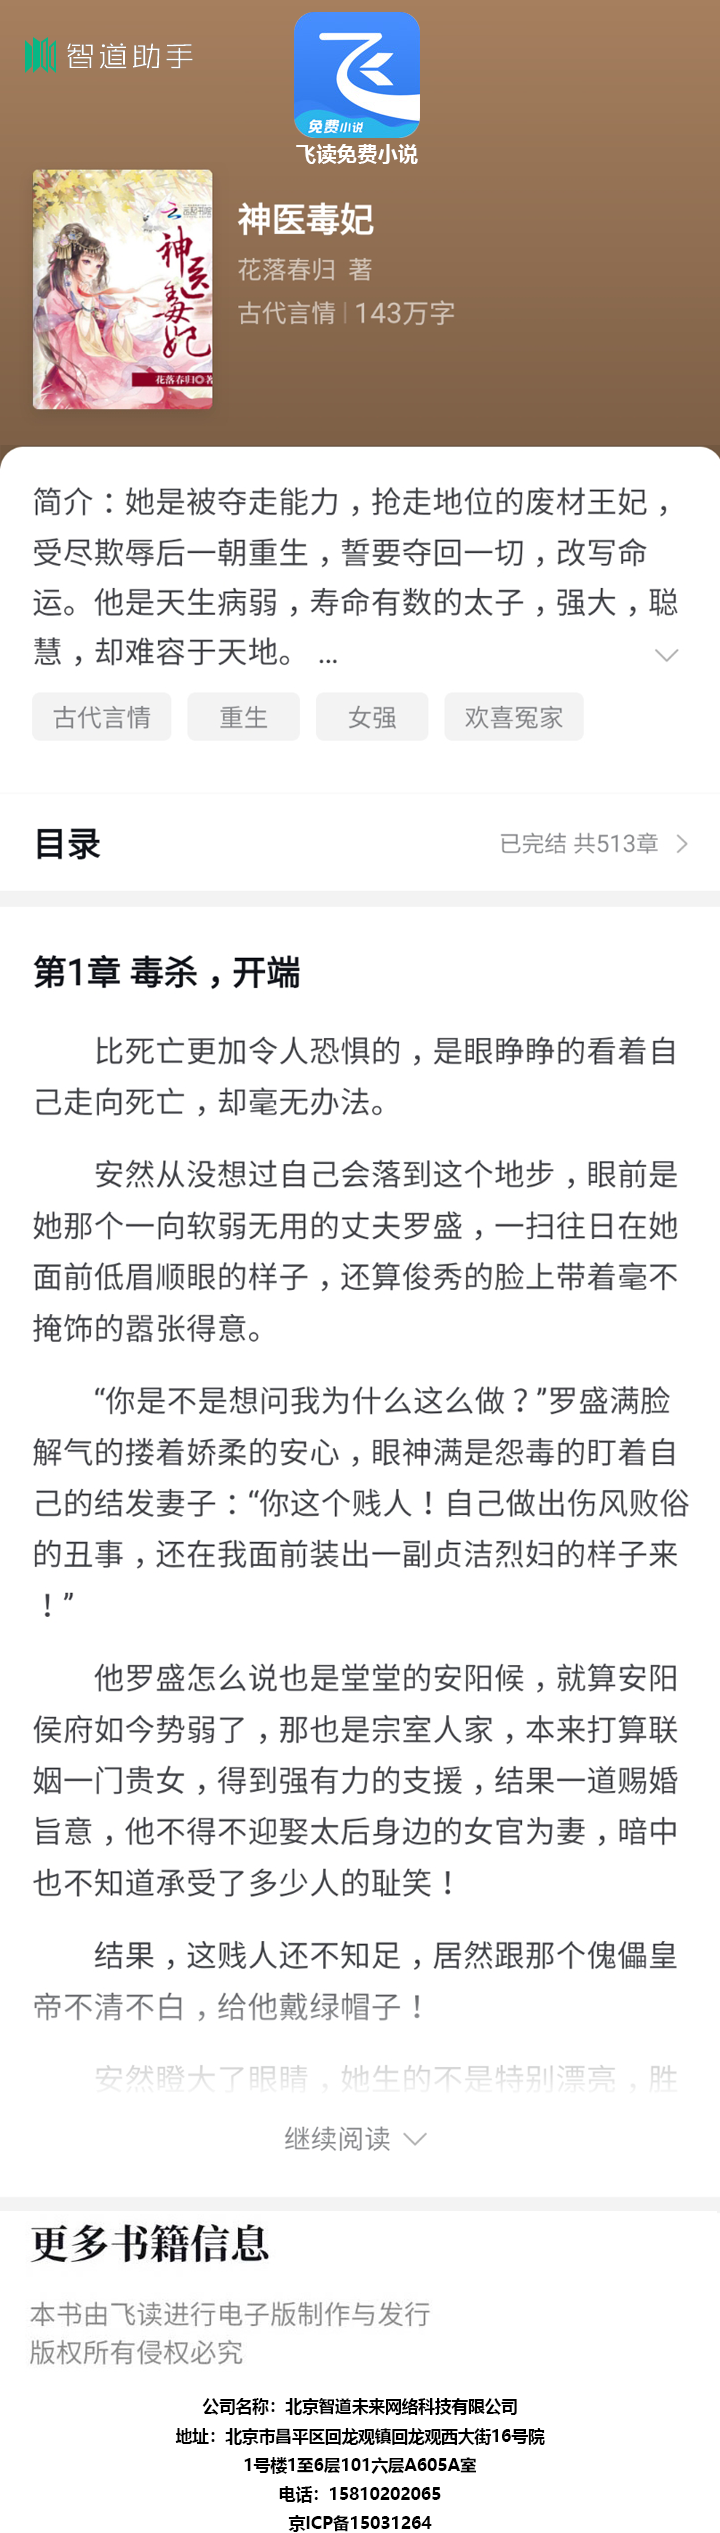 智道助手
免费小说
飞读免费小说
神医毒妃
花落春归 著
古代言情 | 143万字
神医毒妃
花落春归◎著
简介：她是被夺走能力，抢走地位的废材王妃，
受尽欺辱后一朝重生，誓要夺回一切，改写命
运。他是天生病弱，寿命有数的太子，强大，聪
慧，却难容于天地。 ...
古代言情 重生 女强 欢喜冤家
目录 已完结 共513章
第1章 毒杀，开端
比死亡更加令人恐惧的，是眼睁睁的看着自
己走向死亡，却毫无办法。
安然从没想过自己会落到这个地步，眼前是
她那个一向软弱无用的丈夫罗盛，一扫往日在她
面前低眉顺眼的样子，还算俊秀的脸上带着毫不
掩饰的嚣张得意。
“你是不是想问我为什么这么做？”罗盛满脸
解气的搂着娇柔的安心，眼神满是怨毒的盯着自
己的结发妻子：“你这个贱人！自己做出伤风败俗
的丑事，还在我面前装出一副贞洁烈妇的样子来
！”
他罗盛怎么说也是堂堂的安阳候，就算安阳
侯府如今势弱了，那也是宗室人家，本来打算联
姻一门贵女，得到强有力的支援，结果一道赐婚
旨意，他不得不迎娶太后身边的女官为妻，暗中
也不知道承受了多少人的耻笑！
结果，这贱人还不知足，居然跟那个傀儡皇
帝不清不白，给他戴绿帽子！
安然瞪大了眼睛，她生的不是特别漂亮，胜
继续阅读
更多书籍信息
本书由飞读进行电子版制作与发行
版权所有侵权必究
公司名称：北京智道未来网络科技有限公司
地址：北京市昌平区回龙观镇回龙观西大街16号院
1号楼1至6层101六层A605A室
电话：15810202065
京ICP备15031264